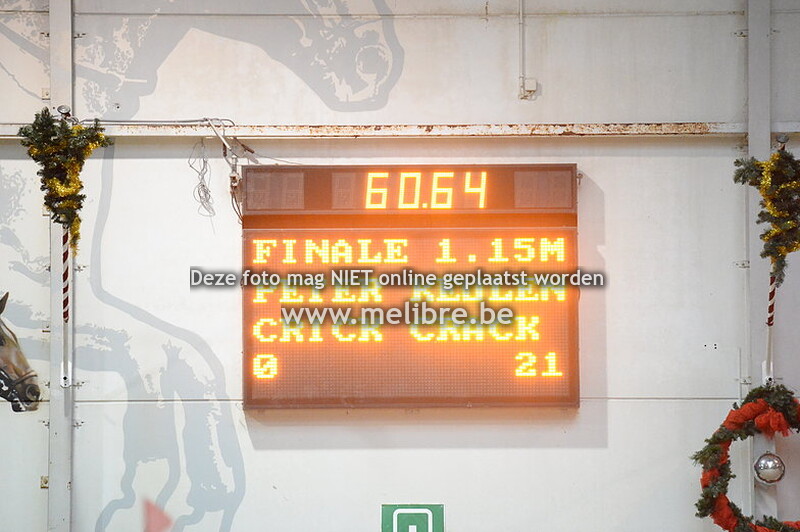 60.64
FINALE 1.15M
Deze foto mag NIET online geplaatst worden
PETER
www.melibre.be
CRICK CRACK
0 21